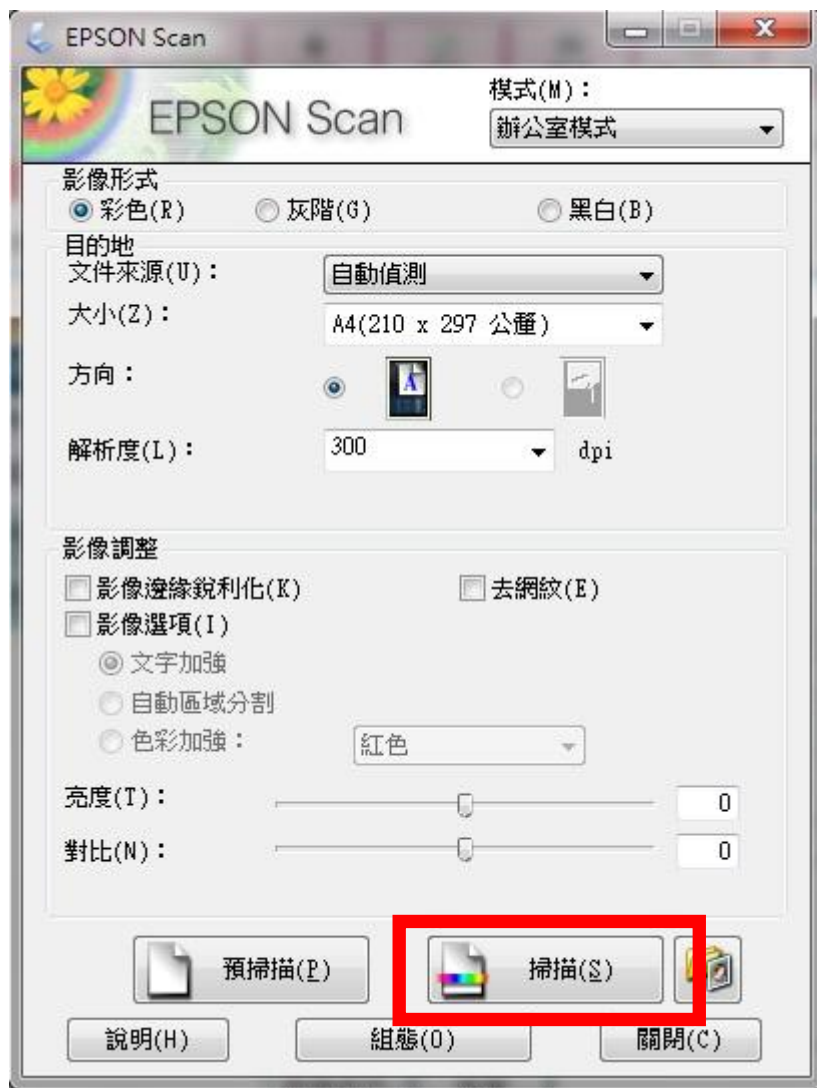 EPSON Scan
EPSON Scan
模式(M)：
辦公室模式
影像形式
彩色(R) 灰階(G) 黑白(B)
目的地
文件來源(U)： 自動偵測
大小(Z)： A4(210 x 297 公釐)
方向： A
解析度(L)： 300 dpi
影像調整
影像邊緣銳利化(K) 去網紋(E)
影像選項(I)
文字加強
自動區域分割
色彩加強： 紅色
亮度(T)： 0
對比(N)： 0
預掃描(P) 掃描(S)
說明(H) 組態(O) 關閉(C)